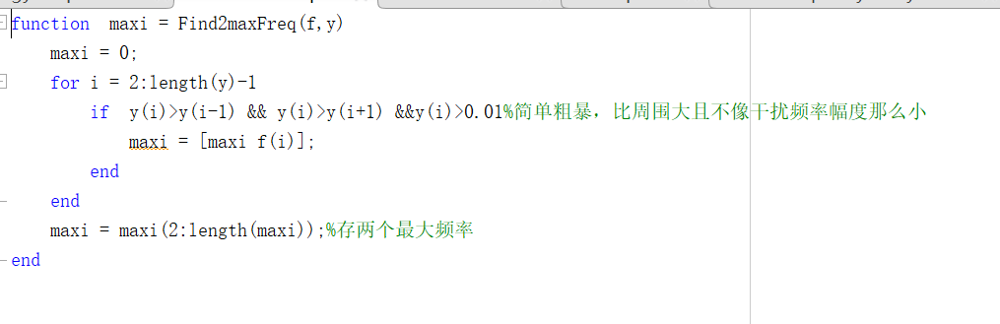 function  maxi = Find2maxFreq(f,y)
    maxi = 0;
    for i = 2:length(y)-1
        if  y(i)>y(i-1) && y(i)>y(i+1) &&y(i)>0.01%简单粗暴，比周围大且不像干扰频率幅度那么小
            maxi = [maxi f(i)];
        end
    end
    maxi = maxi(2:length(maxi));%存两个最大频率
end